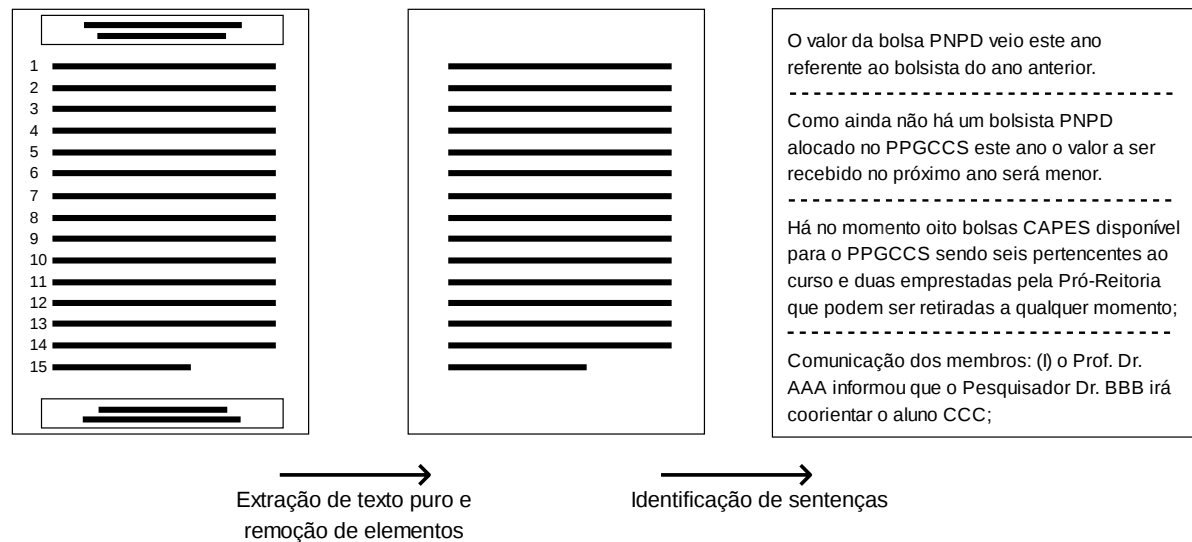 1
2
3
4
5
6
7
8
9
10
11
12
13
14
15
O valor da bolsa PNPD veio este ano
referente ao bolsista do ano anterior.
Como ainda não há um bolsista PNPD
alocado no PPGCCS este ano o valor a ser
recebido no próximo ano será menor.
Há no momento oito bolsas CAPES disponível
para o PPGCCS sendo seis pertencentes ao
curso e duas emprestadas pela Pró-Reitoria
que podem ser retiradas a qualquer momento;
Comunicação dos membros: (I) o Prof. Dr.
AAA informou que o Pesquisador Dr. BBB irá
coorientar o aluno CCC;
Extração de texto puro e
remoção de elementos
Identificação de sentenças